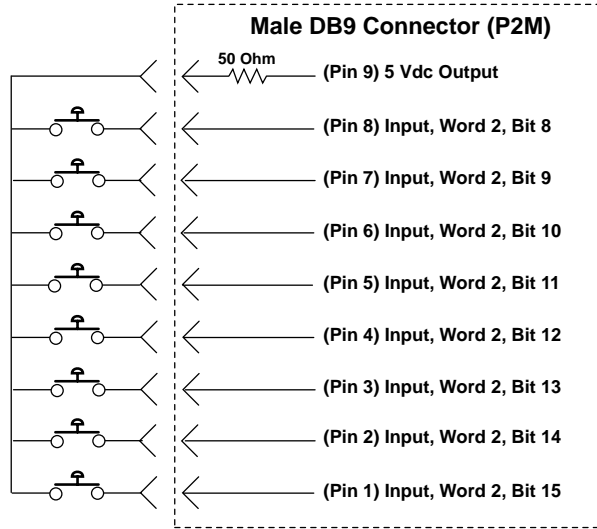 Male DB9 Connector (P2M)
50 Ohm
(Pin 9) 5 Vdc Output
(Pin 8) Input, Word 2, Bit 8
(Pin 7) Input, Word 2, Bit 9
(Pin 6) Input, Word 2, Bit 10
(Pin 5) Input, Word 2, Bit 11
(Pin 4) Input, Word 2, Bit 12
(Pin 3) Input, Word 2, Bit 13
(Pin 2) Input, Word 2, Bit 14
(Pin 1) Input, Word 2, Bit 15